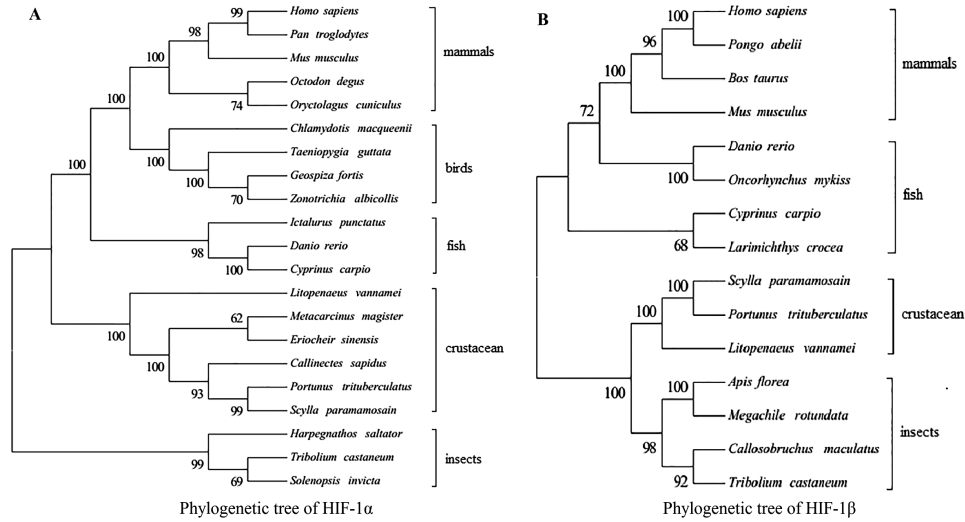 A
99
Homo sapiens
98
Pan troglodytes
100
Mus musculus
mammals
Octodon degus
100
74
Oryctolagus cuniculus
Chlamydotis macqueenii
100
Taeniopygia guttata
birds
100
100
Geospiza fortis
70
Zonotrichia albicollis
Ictalurus punctatus
98
Danio rerio
fish
100
Cyprinus carpio
Litopenaeus vannamei
62
Metacarcinus magister
100
Eriocheir sinensis
crustacean
100
Callinectes sapidus
93
Portunus trituberculatus
99
Scylla paramamosain
Harpegnathos saltator
99
Tribolium castaneum
insects
69
Solenopsis invicta
Phylogenetic tree of HIF-1α
B
100
Homo sapiens
96
Pongo abelii
100
Bos taurus
mammals
72
Mus musculus
Danio rerio
100
Oncorhynchus mykiss
fish
Cyprinus carpio
68
Larimichthys crocea
100
Scylla paramamosain
100
Portunus trituberculatus
crustacean
Litopenaeus vannamei
100
100
Apis florea
Megachile rotundata
98
insects
Callosobruchus maculatus
92
Tribolium castaneum
Phylogenetic tree of HIF-1β